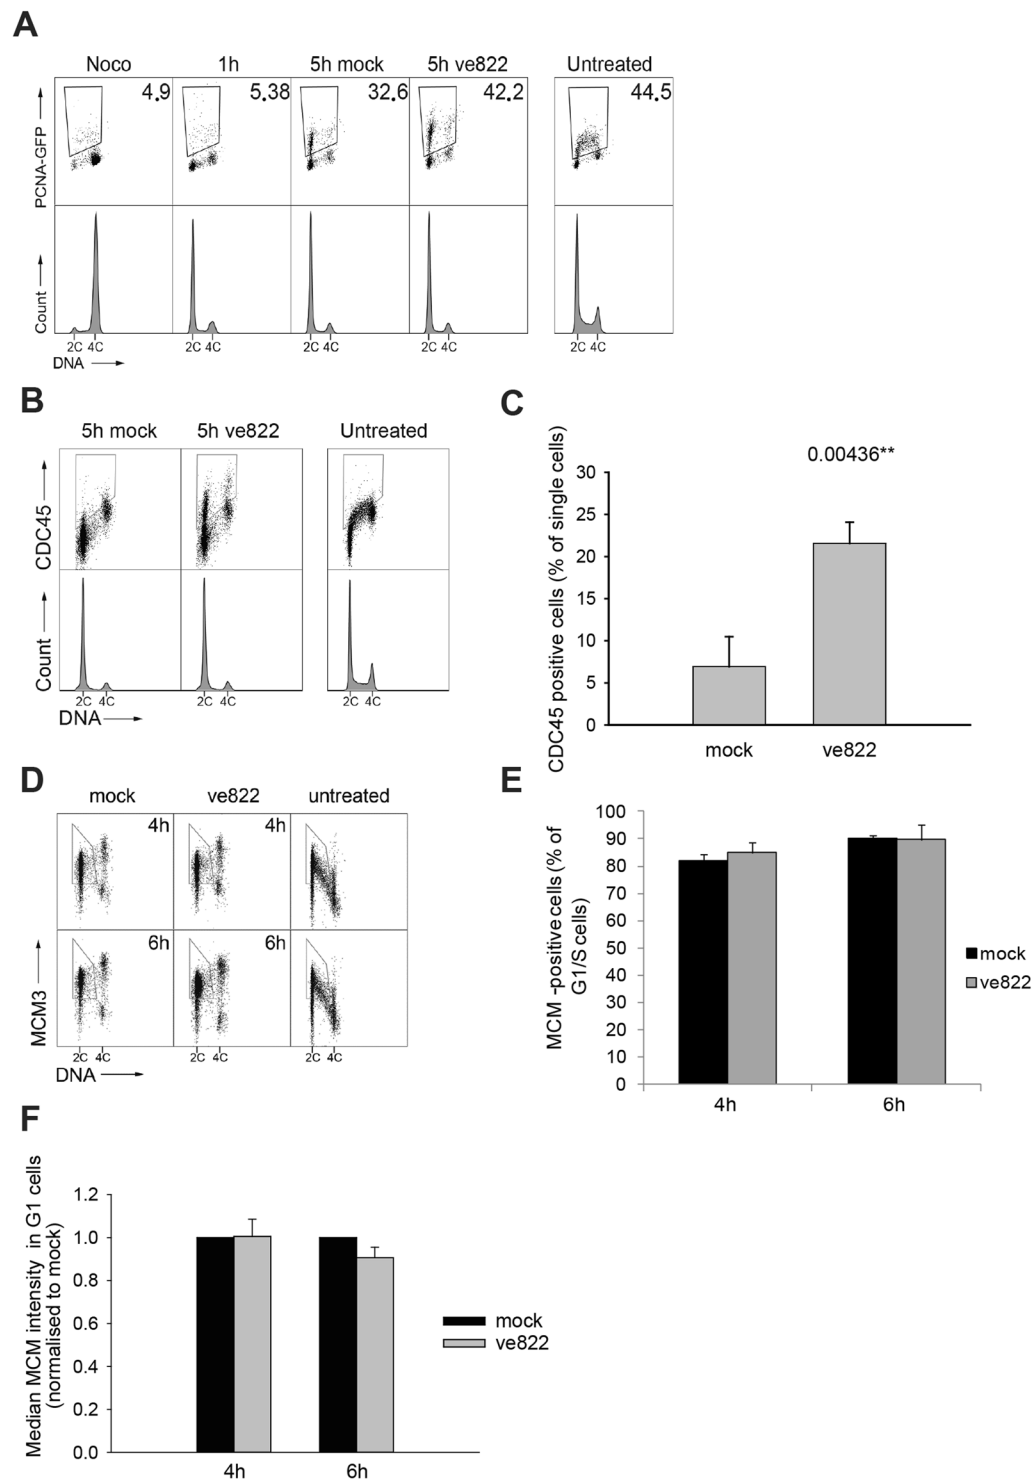 A
Noco 1h 5h mock 5h ve822 Untreated
4.9 5.38 32.6 42.2 44.5
PCNA-GFP
Count
2C 4C 2C 4C 2C 4C 2C 4C 2C 4C
DNA
B
5h mock 5h ve822 Untreated
CDC45
Count
2C 4C 2C 4C 2C 4C
DNA
C
CDC45 positive cells (% of single cells)
0.00436**
30
25
20
15
10
5
0
mock ve822
D
mock ve822 untreated
4h 4h
6h 6h
MCM3
2C 4C 2C 4C 2C 4C
DNA
E
MCM -positive cells (% of
G1/S cells)
100
90
80
70
60
50
40
30
20
10
0
4h 6h
mock
ve822
F
Median MCM intensity in G1 cells
(normalised to mock)
1.2
1.0
0.8
0.6
0.4
0.2
0.0
4h 6h
mock
ve822